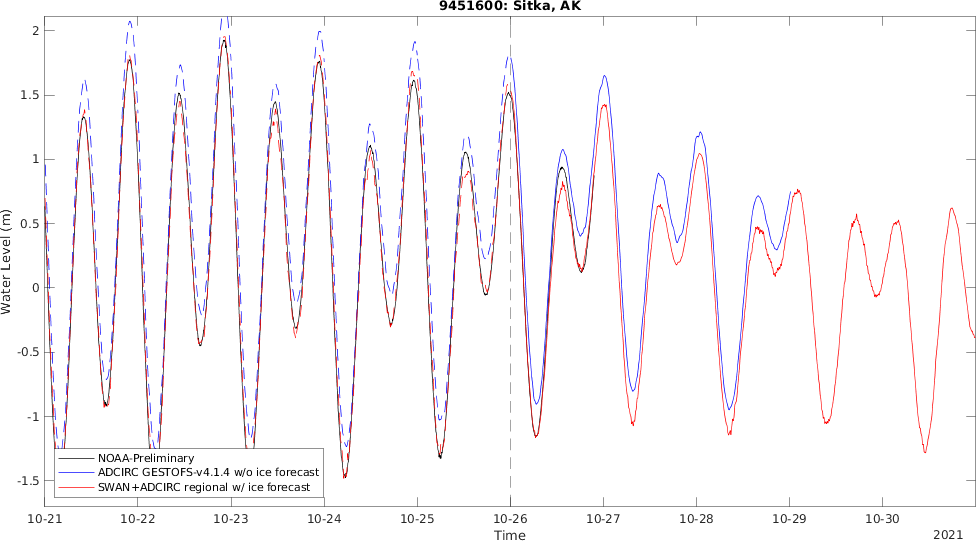 9451600: Sitka, AK
2
1.5
1
0.5
0
-0.5
-1
-1.5
Water Level (m)
NOAA-Preliminary
ADCIRC GESTOFS-v4.1.4 w/o ice forecast
SWAN+ADCIRC regional w/ ice forecast
10-21 10-22 10-23 10-24 10-25 10-26 10-27 10-28 10-29 10-30
Time
2021